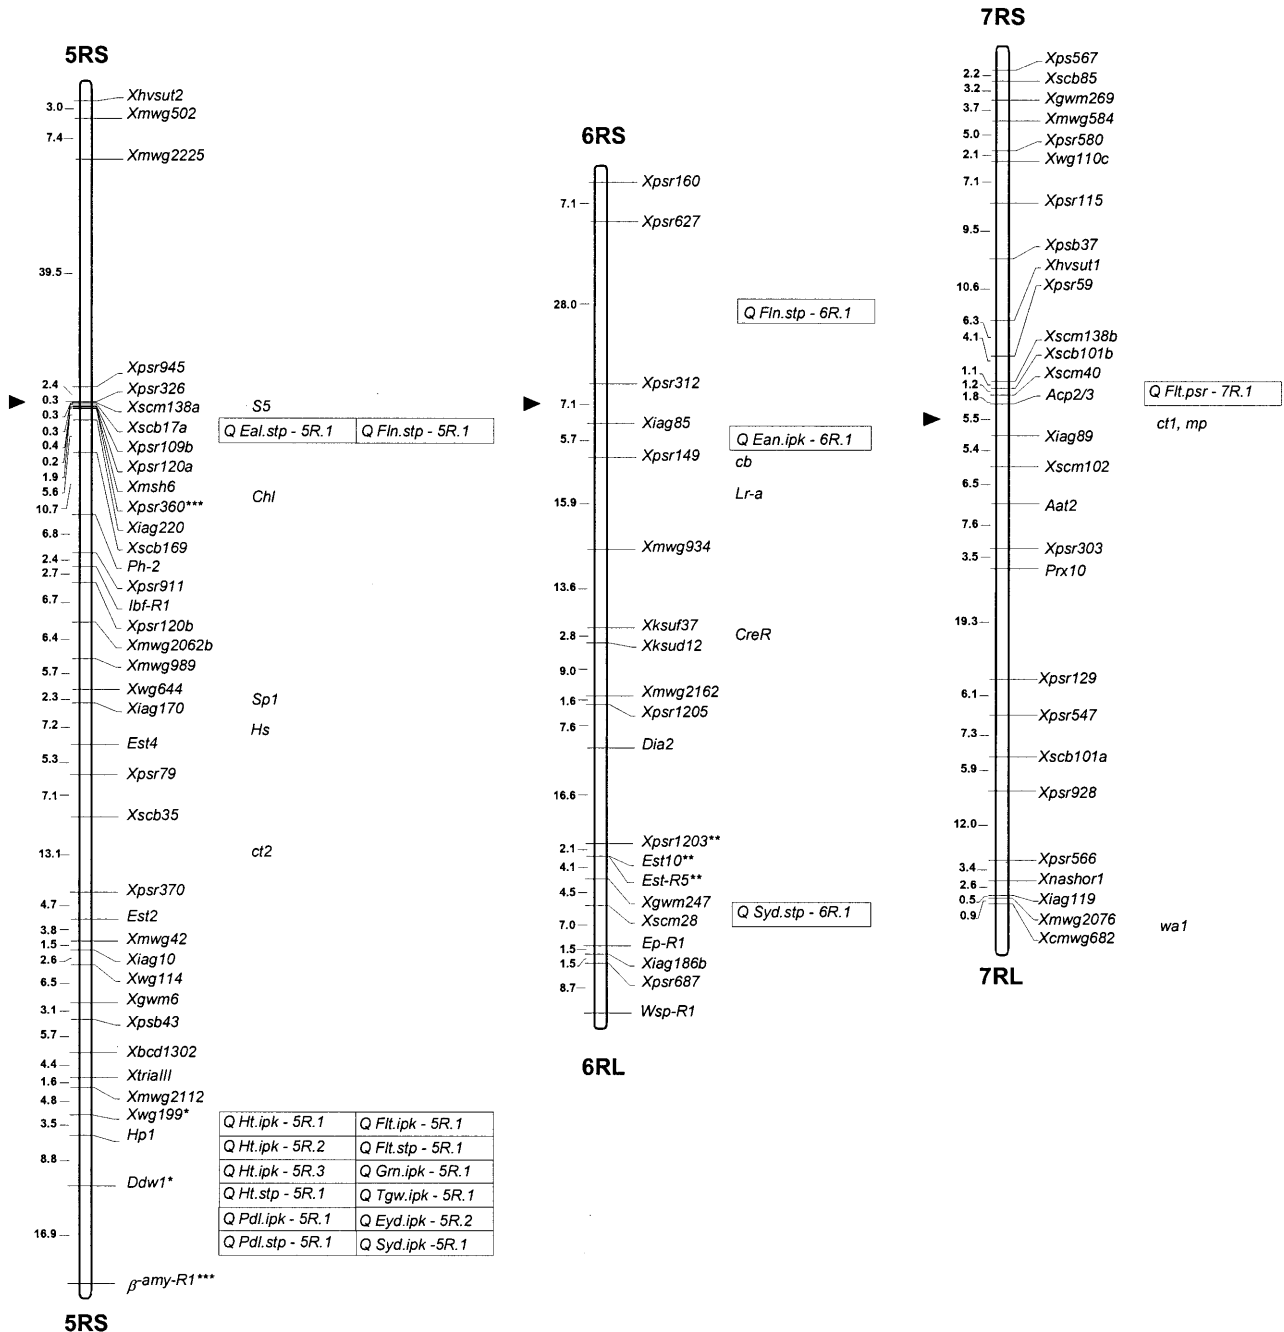 5RS
Xhvsut2
3.0
Xmwg502
7.4
Xmwg2225
39.5
Xpsr945
2.4
Xpsr326
0.3
Xscm138a
S5
0.3
Xscb17a
Q Eal.stp - 5R.1
Q Fln.stp - 5R.1
0.3
Xpsr109b
0.4
Xpsr120a
0.2
Xmsh6
1.9
Xpsr360***
Chl
5.6
Xiag220
10.7
Xscb169
6.8
Ph-2
2.4
Xpsr911
2.7
Ibf-R1
6.7
Xpsr120b
6.4
Xmwg2062b
Xmwg989
5.7
Xwg644
2.3
Xiag170
Sp1
7.2
Hs
Est4
5.3
Xpsr79
7.1
Xscb35
13.1
ct2
Xpsr370
4.7
Est2
3.8
Xmwg42
1.5
Xiag10
2.6
Xwg114
6.5
Xgwm6
3.1
Xpsb43
5.7
Xbcd1302
4.4
XtriaIII
1.6
Xmwg2112
4.8
Xwg199*
3.5
Hp1
8.8
Ddw1*
16.9
β-amy-R1***
Q Ht.ipk - 5R.1
Q Flt.ipk - 5R.1
Q Ht.ipk - 5R.2
Q Flt.stp - 5R.1
Q Ht.ipk - 5R.3
Q Grn.ipk - 5R.1
Q Ht.stp - 5R.1
Q Tgw.ipk - 5R.1
Q Pdl.ipk - 5R.1
Q Eyd.ipk - 5R.2
Q Pdl.stp - 5R.1
Q Syd.ipk -5R.1
5RS
6RS
Xpsr160
7.1
Xpsr627
28.0
Q Fln.stp - 6R.1
Xpsr312
7.1
Xiag85
5.7
Q Ean.ipk - 6R.1
Xpsr149
cb
15.9
Lr-a
Xmwg934
13.6
Xksuf37
2.8
CreR
Xksud12
9.0
Xmwg2162
1.6
Xpsr1205
7.6
Dia2
16.6
Xpsr1203**
2.1
Est10**
4.1
Est-R5**
4.5
Xgwm247
Q Syd.stp - 6R.1
7.0
Xscm28
Ep-R1
1.5
Xiag186b
1.5
Xpsr687
8.7
Wsp-R1
6RL
7RS
Xps567
2.2
Xscb85
3.2
Xgwm269
3.7
Xmwg584
5.0
Xpsr580
2.1
Xwg110c
7.1
Xpsr115
9.5
Xpsb37
Xhvsut1
10.6
Xpsr59
6.3
Xscm138b
4.1
Xscb101b
1.1
Xscm40
1.2
Acp2/3
Q Flt.psr - 7R.1
1.8
5.5
ct1, mp
Xiag89
5.4
Xscm102
6.5
Aat2
7.6
Xpsr303
3.5
Prx10
19.3
Xpsr129
6.1
Xpsr547
7.3
Xscb101a
5.9
Xpsr928
12.0
Xpsr566
3.4
Xnashor1
2.6
Xiag119
0.5
Xmwg2076
0.9
Xcmwg682
wa1
7RL